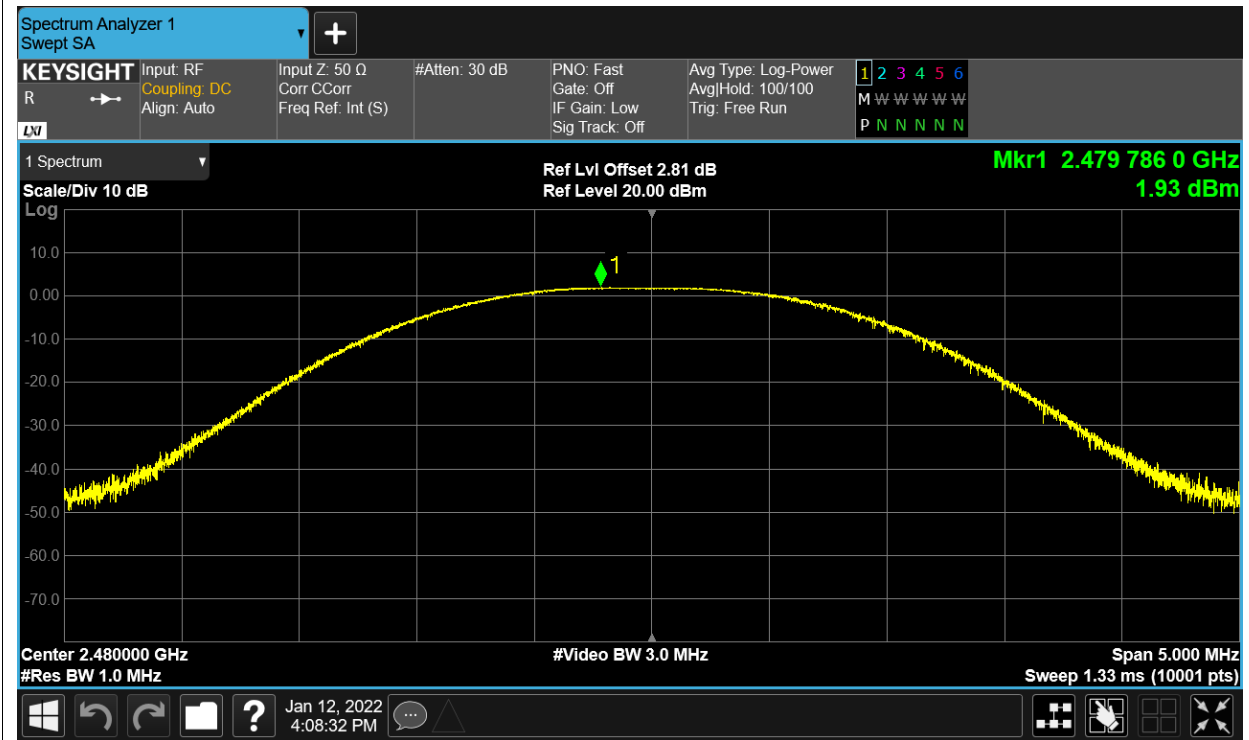 Spectrum Analyzer 1
Swept SA
KEYSIGHT
R
LXI
Input: RF
Coupling: DC
Align: Auto
Input Z: 50 Ω
Corr CCorr
Freq Ref: Int (S)
#Atten: 30 dB
PNO: Fast
Gate: Off
IF Gain: Low
Sig Track: Off
Avg Type: Log-Power
Avg|Hold: 100/100
Trig: Free Run
1 2 3 4 5 6
M W W W W W
P N N N N N
1 Spectrum
Scale/Div 10 dB
Log
Ref Lvl Offset 2.81 dB
Ref Level 20.00 dBm
Mkr1 2.479 786 0 GHz
1.93 dBm
10.0
0.00
-10.0
-20.0
-30.0
-40.0
-50.0
-60.0
-70.0
1
Center 2.480000 GHz
#Res BW 1.0 MHz
#Video BW 3.0 MHz
Span 5.000 MHz
Sweep 1.33 ms (10001 pts)
?
Jan 12, 2022
4:08:32 PM